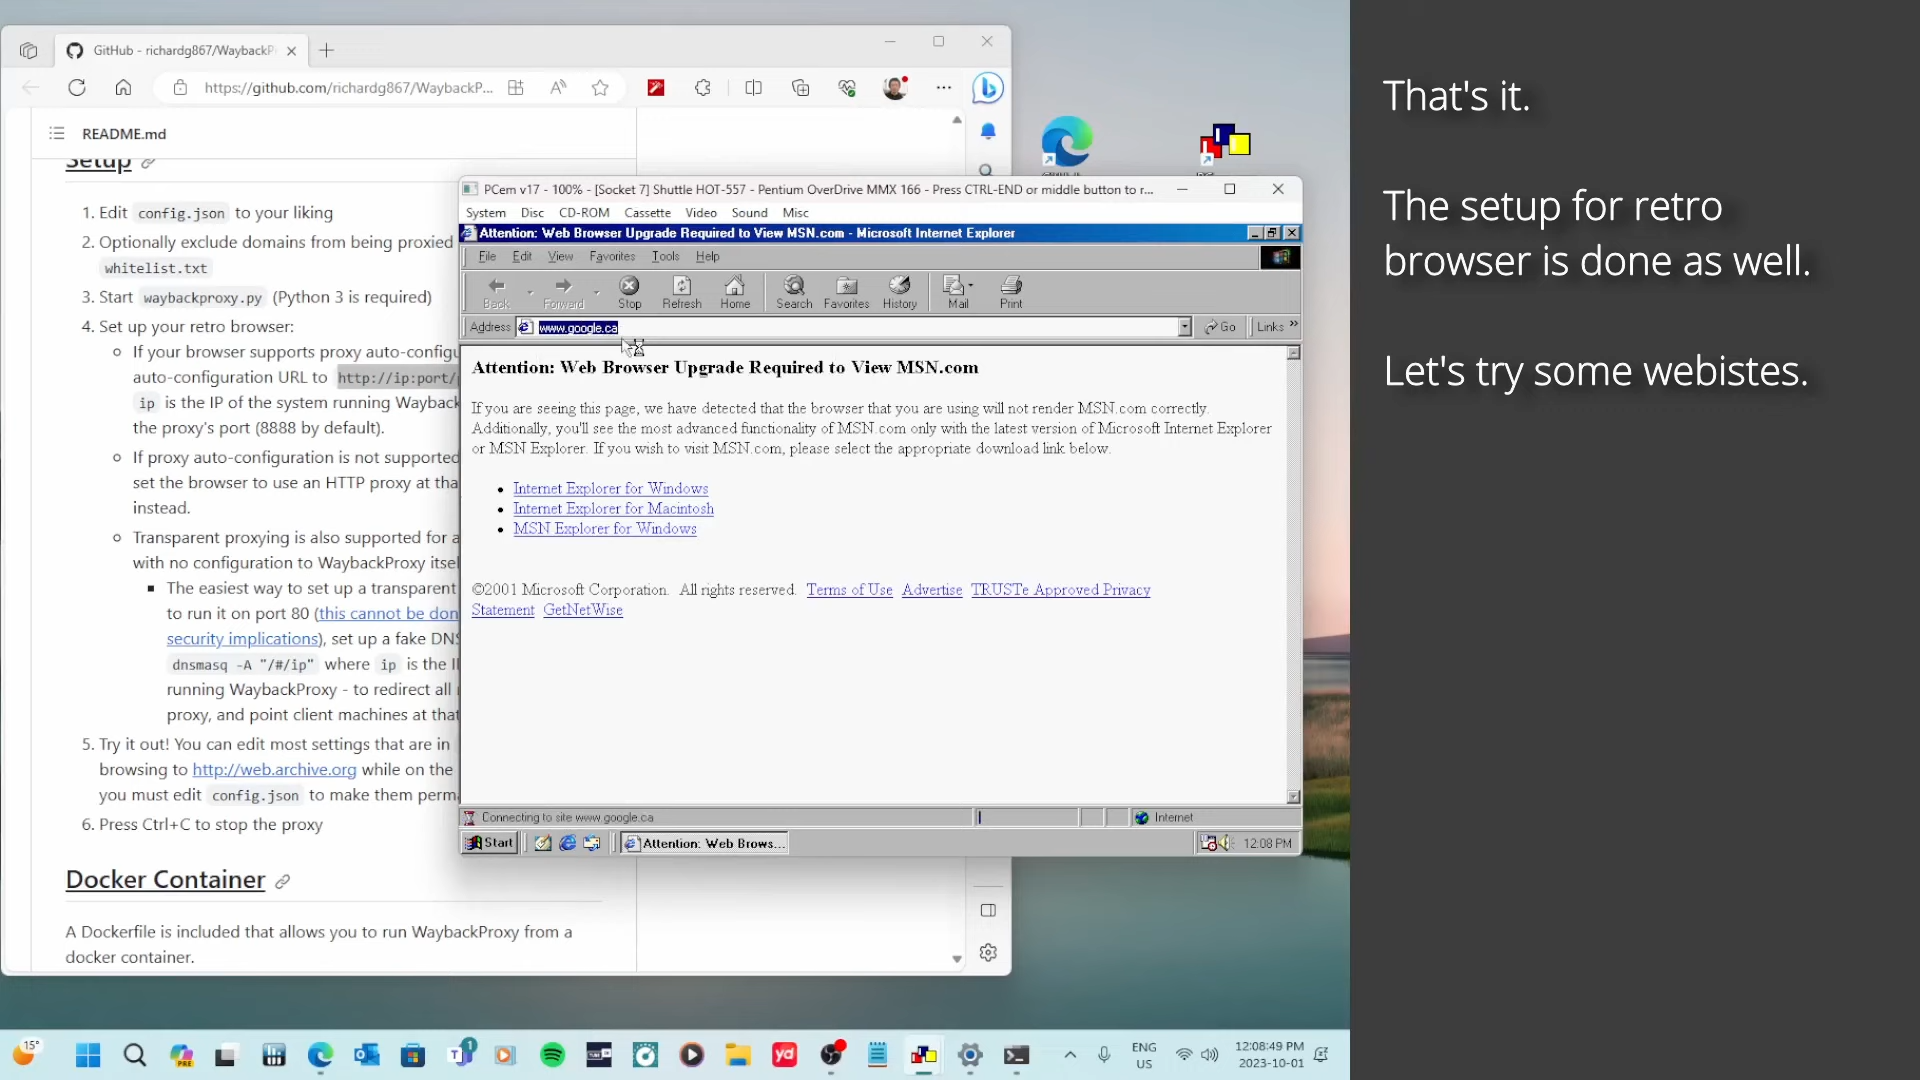 GitHub - richardg867/WaybackP
https://github.com/richardg867/WaybackP...
README.md
Setup
1. Edit config.json to your liking
2. Optionally exclude domains from being proxied
whitelist.txt
3. Start waybackproxy.py (Python 3 is required)
4. Set up your retro browser:
If your browser supports proxy auto-configu
auto-configuration URL to http://ip:port/
ip is the IP of the system running Wayback
the proxy's port (8888 by default).
If proxy auto-configuration is not supported
set the browser to use an HTTP proxy at tha
instead.
Transparent proxying is also supported for a
with no configuration to WaybackProxy itsel
The easiest way to set up a transparent
to run it on port 80 (this cannot be don
security implications), set up a fake DNS
dnsmasq -A "/#/ip" where ip is the I
running WaybackProxy - to redirect all
proxy, and point client machines at that
5. Try it out! You can edit most settings that are in
browsing to http://web.archive.org while on the
you must edit config.json to make them perma
6. Press Ctrl+C to stop the proxy
Docker Container
A Dockerfile is included that allows you to run WaybackProxy from a
docker container.
PCem v17 - 100% - [Socket 7] Shuttle HOT-557 - Pentium OverDrive MMX 166 - Press CTRL-END or middle button to r...
System Disc CD-ROM Cassette Video Sound Misc
Attention: Web Browser Upgrade Required to View MSN.com - Microsoft Internet Explorer
File Edit View Favorites Tools Help
Back Forward Stop Refresh Home Search Favorites History Mail Print
Address www.google.ca Go Links »
Attention: Web Browser Upgrade Required to View MSN.com
If you are seeing this page, we have detected that the browser that you are using will not render MSN.com correctly.
Additionally, you'll see the most advanced functionality of MSN.com only with the latest version of Microsoft Internet Explorer
or MSN Explorer. If you wish to visit MSN.com, please select the appropriate download link below.
Internet Explorer for Windows
Internet Explorer for Macintosh
MSN Explorer for Windows
©2001 Microsoft Corporation. All rights reserved. Terms of Use Advertise TRUSTe Approved Privacy
Statement GetNetWise
Connecting to site www.google.ca Internet
Start Attention: Web Brows... 12:08 PM
15°
PRE
1
yd
ENG
US
12:08:49 PM
2023-10-01
That's it.
The setup for retro
browser is done as well.
Let's try some webistes.